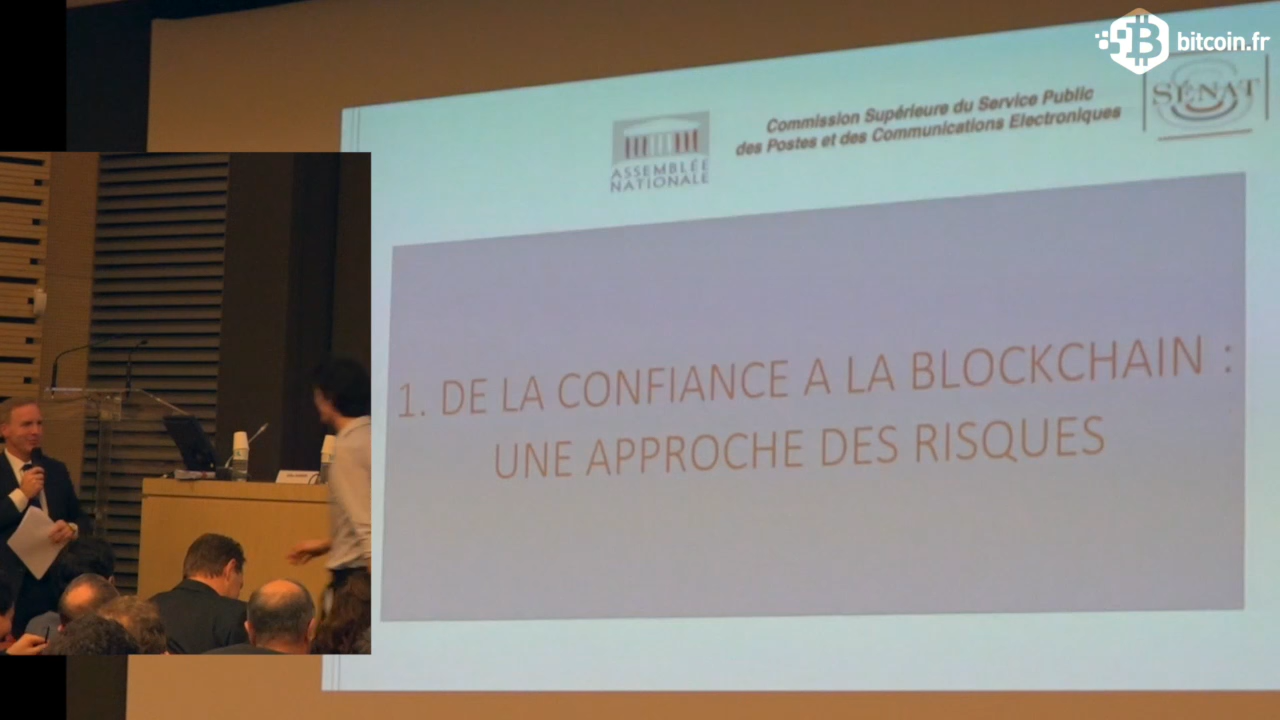 bitcoin.fr
Commission Supérieure du Service Public
des Postes et des Communications Electroniques
SÉNAT
ASSEMBLÉE
NATIONALE
1. DE LA CONFIANCE A LA BLOCKCHAIN :
UNE APPROCHE DES RISQUES